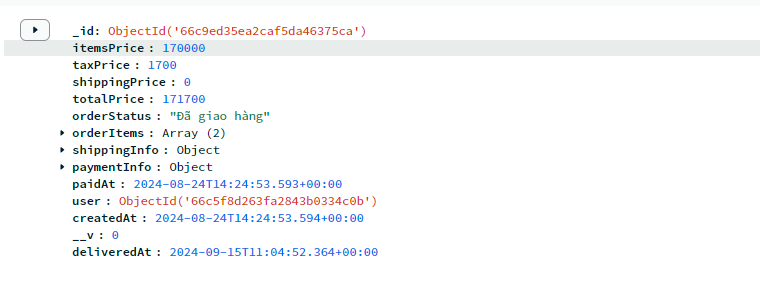 _id: ObjectId('66c9ed35ea2caf5da46375ca')
itemsPrice : 170000
taxPrice : 1700
shippingPrice : 0
totalPrice : 171700
orderStatus : "Đã giao hàng"
orderItems : Array (2)
shippingInfo : Object
paymentInfo : Object
paidAt : 2024-08-24T14:24:53.593+00:00
user : ObjectId('66c5f8d263fa2843b0334c0b')
createdAt : 2024-08-24T14:24:53.594+00:00
__v : 0
deliveredAt : 2024-09-15T11:04:52.364+00:00